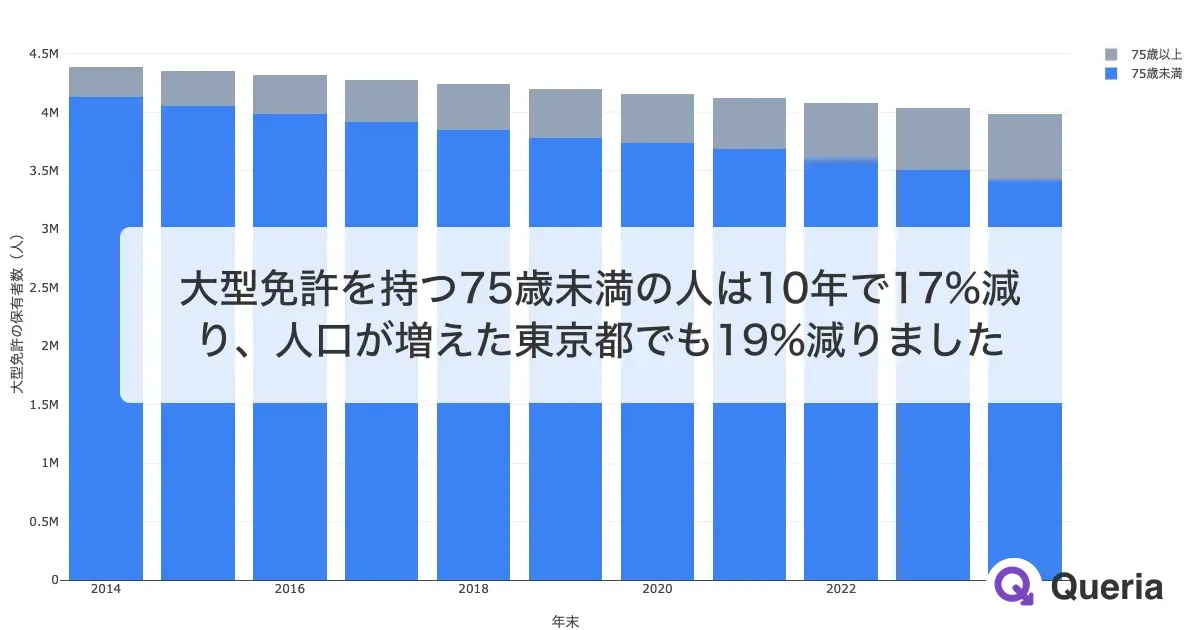 4.5M
4M
3.5M
3M
2.5M
2M
1.5M
1M
0.5M
0
大型免許の保有者数（人）
75歳以上
75歳未満
大型免許を持つ75歳未満の人は10年で17%減
り、人口が増えた東京都でも19%減りました
2014
2016
2018
2020
2022
年末
Queria